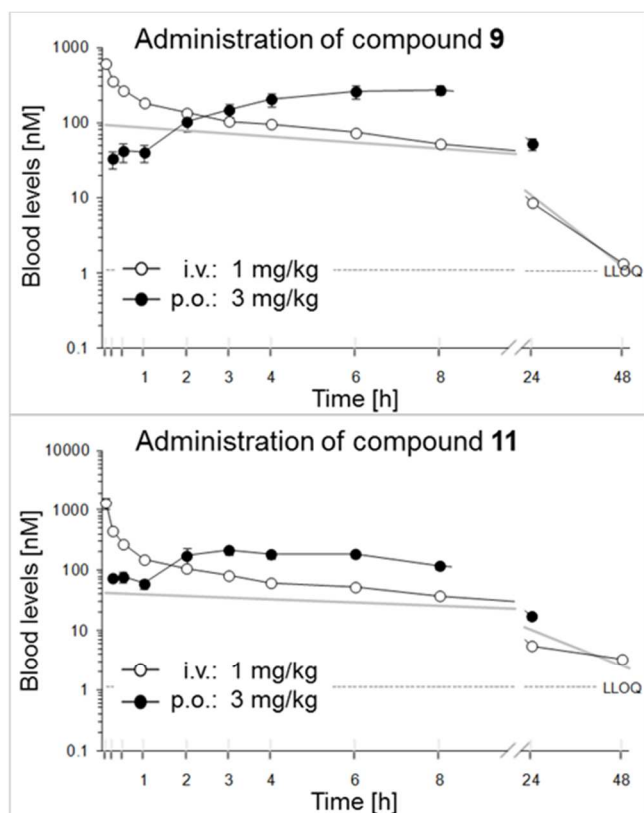 Administration of compound 9
1000
100
10
1
0.1
Blood levels [nM]
i.v.: 1 mg/kg
p.o.: 3 mg/kg
LLOQ
1 2 3 4 6 8 24 48
Time [h]
Administration of compound 11
10000
1000
100
10
1
0.1
Blood levels [nM]
i.v.: 1 mg/kg
p.o.: 3 mg/kg
LLOQ
1 2 3 4 6 8 24 48
Time [h]